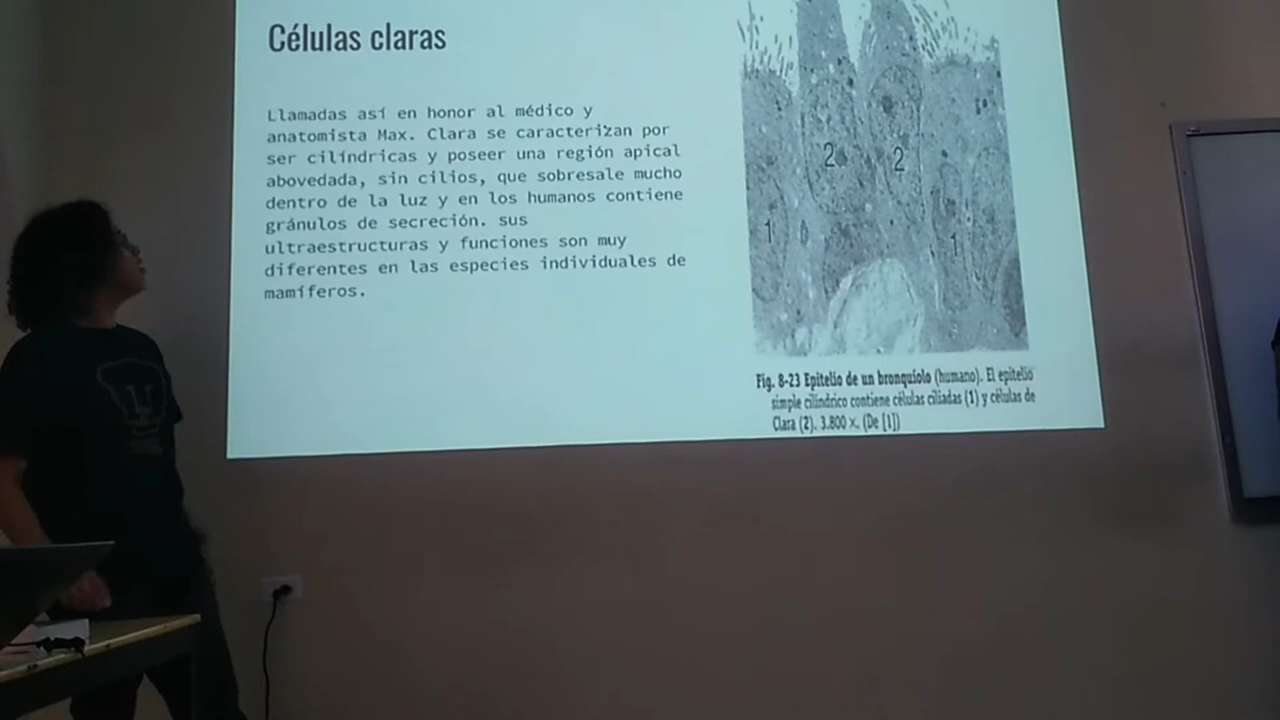 Células claras
Llamadas así en honor al médico y
anatomista Max. Clara se caracterizan por
ser cilíndricas y poseer una región apical
abovedada, sin cilios, que sobresale mucho
dentro de la luz y en los humanos contiene
gránulos de secreción. sus
ultraestructuras y funciones son muy
diferentes en las especies individuales de
mamíferos.
2 2
1 1
Fig. 8-23 Epitelio de un bronquíolo (humano). El epitelio
simple cilíndrico contiene células ciliadas (1) y células de
Clara (2). 3.800 x. (De [1])